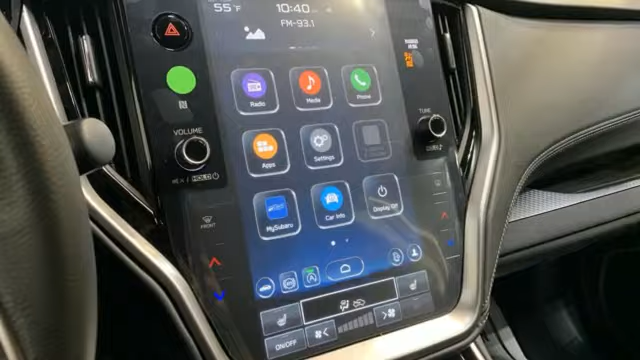 55°F 10:40
FM-93.1
Radio Media Phone
VOLUME
TUNE
Apps Settings
HOLD
MySubaru Car Info Display Off
FRONT
ON/OFF